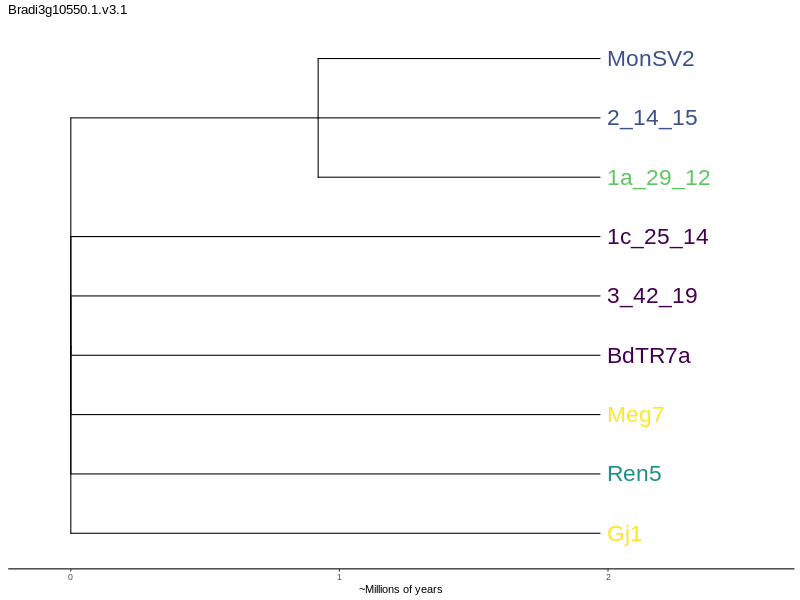 Bradi3g10550.1.v3.1
MonSV2
2_14_15
1a_29_12
1c_25_14
3_42_19
BdTR7a
Meg7
Ren5
Gj1
0 1 2
~Millions of years